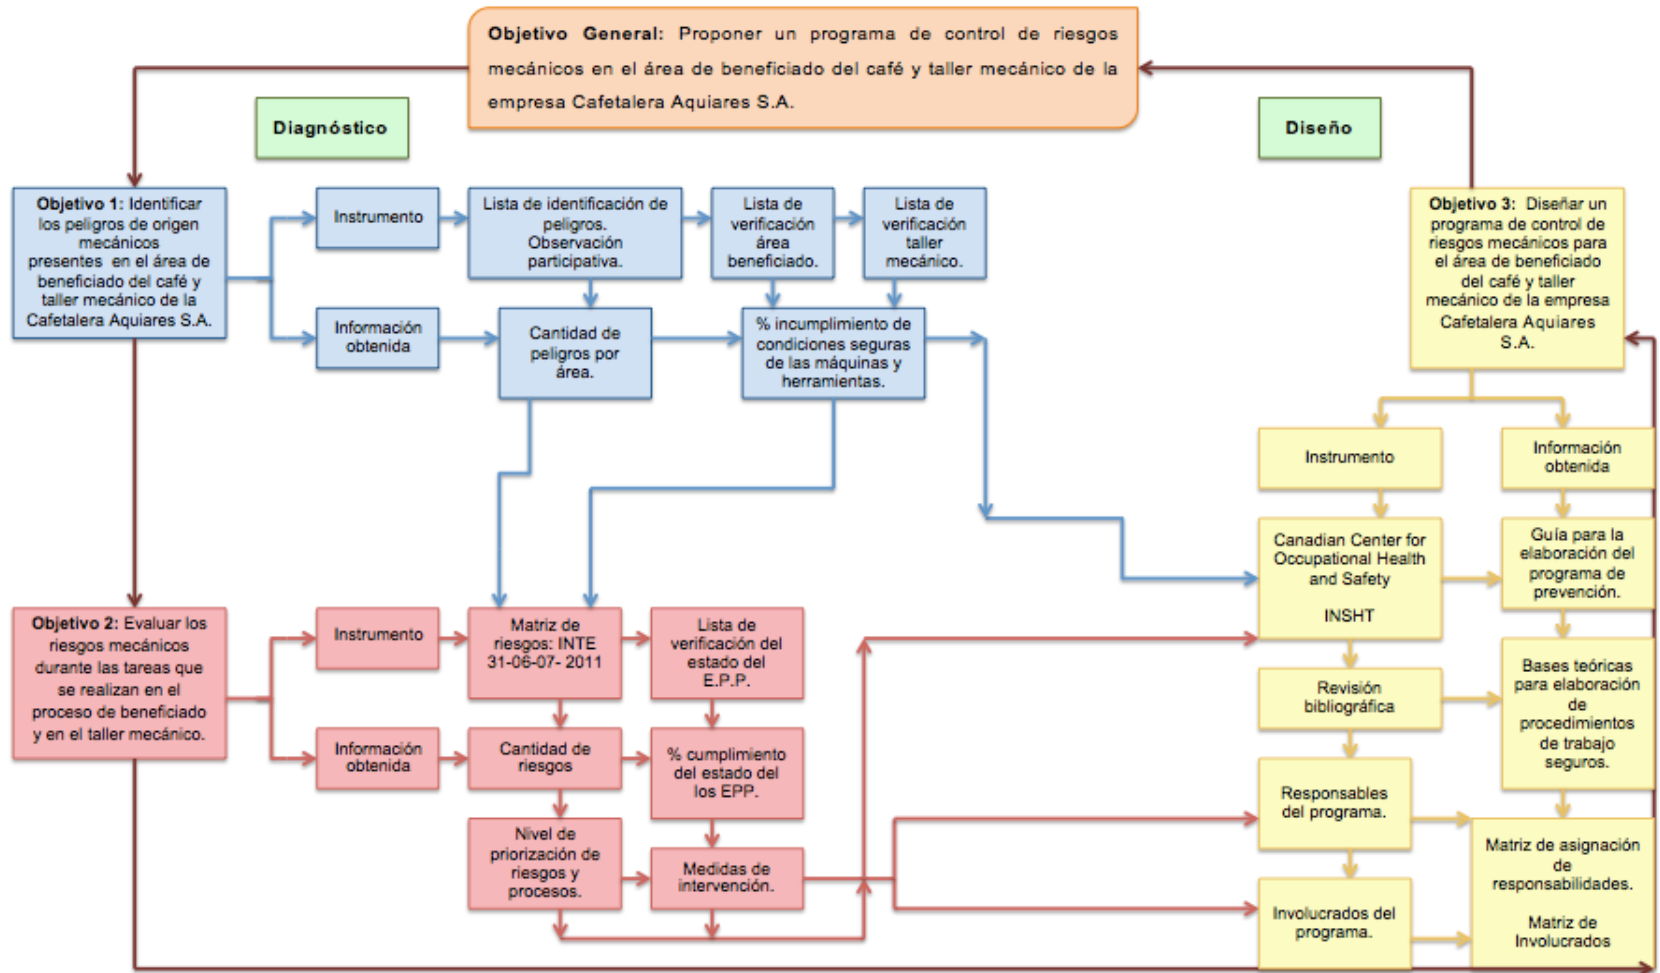 Objetivo General: Proponer un programa de control de riesgos
mecánicos en el área de beneficiado del café y taller mecánico de la
empresa Cafetalera Aquiares S.A.
Diagnóstico
Diseño
Objetivo 1: Identificar
los peligros de origen
mecánicos
presentes en el área de
beneficiado del café y
taller mecánico de la
Cafetalera Aquiares S.A.
Instrumento
Lista de identificación de
peligros.
Observación
participativa.
Lista de
verificación
área
beneficiado.
Lista de
verificación
taller
mecánico.
Información
obtenida
Cantidad de
peligros por
área.
% incumplimiento de
condiciones seguras
de las máquinas y
herramientas.
Objetivo 2: Evaluar los
riesgos mecánicos
durante las tareas que
se realizan en el
proceso de beneficiado
y en el taller mecánico.
Instrumento
Matriz de
riesgos: INTE
31-06-07- 2011
Lista de
verificación del
estado del
E.P.P.
Información
obtenida
Cantidad de
riesgos
% cumplimiento
del estado del
los EPP.
Nivel de
priorización de
riesgos y
procesos.
Medidas de
intervención.
Objetivo 3: Diseñar un
programa de control de
riesgos mecánicos para
el área de beneficiado
del café y taller
mecánico de la empresa
Cafetalera Aquiares
S.A.
Instrumento
Información
obtenida
Canadian Center for
Occupational Health
and Safety
INSHT
Guía para la
elaboración del
programa de
prevención.
Revisión
bibliográfica
Bases teóricas
para elaboración
de
procedimientos
de trabajo
seguros.
Responsables
del programa.
Involucrados del
programa.
Matriz de asignación
de
responsabilidades.
Matriz de
Involucrados